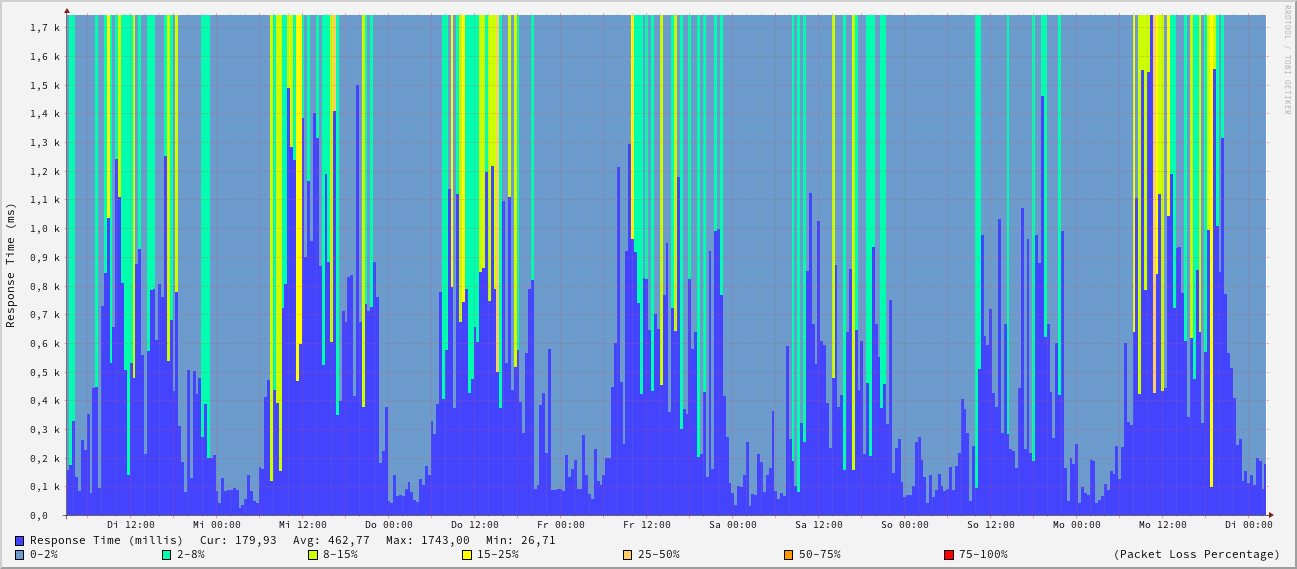 RRDTOOL / TOBI OETIKER
Response Time (ms)
1,7 k
1,6 k
1,5 k
1,4 k
1,3 k
1,2 k
1,1 k
1,0 k
0,9 k
0,8 k
0,7 k
0,6 k
0,5 k
0,4 k
0,3 k
0,2 k
0,1 k
0,0
Di 12:00 Mi 00:00 Mi 12:00 Do 00:00 Do 12:00 Fr 00:00 Fr 12:00 Sa 00:00 Sa 12:00 So 00:00 So 12:00 Mo 00:00 Mo 12:00 Di 00:00
Response Time (millis) Cur: 179,93 Avg: 462,77 Max: 1743,00 Min: 26,71
0-2% 2-8% 8-15% 15-25% 25-50% 50-75% 75-100% (Packet Loss Percentage)